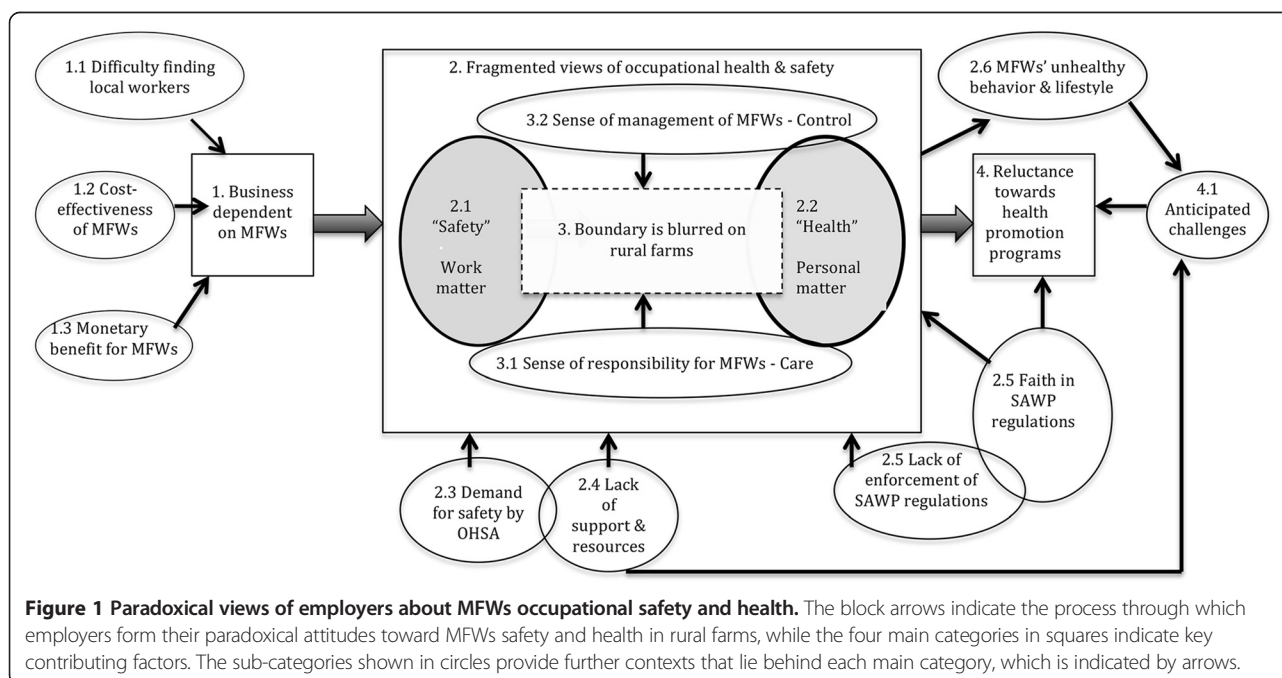 1.1 Difficulty finding
local workers
1.2 Cost-
effectiveness
of MFWs
1.3 Monetary
benefit for MFWs
1. Business
dependent
on MFWs
2. Fragmented views of occupational health & safety
3.2 Sense of management of MFWs - Control
2.1
"Safety"
Work
matter
3. Boundary is blurred on
rural farms
2.2
"Health"
Personal
matter
3.1 Sense of responsibility for MFWs - Care
2.3 Demand
for safety by
OHSA
2.4 Lack
of
support &
resources
2.5 Lack of
enforcement of
SAWP regulations
2.5 Faith in
SAWP
regulations
2.6 MFWs' unhealthy
behavior & lifestyle
4. Reluctance
towards
health
promotion
programs
4.1
Anticipated
challenges
Figure 1 Paradoxical views of employers about MFWs occupational safety and health. The block arrows indicate the process through which
employers form their paradoxical attitudes toward MFWs safety and health in rural farms, while the four main categories in squares indicate key
contributing factors. The sub-categories shown in circles provide further contexts that lie behind each main category, which is indicated by arrows.